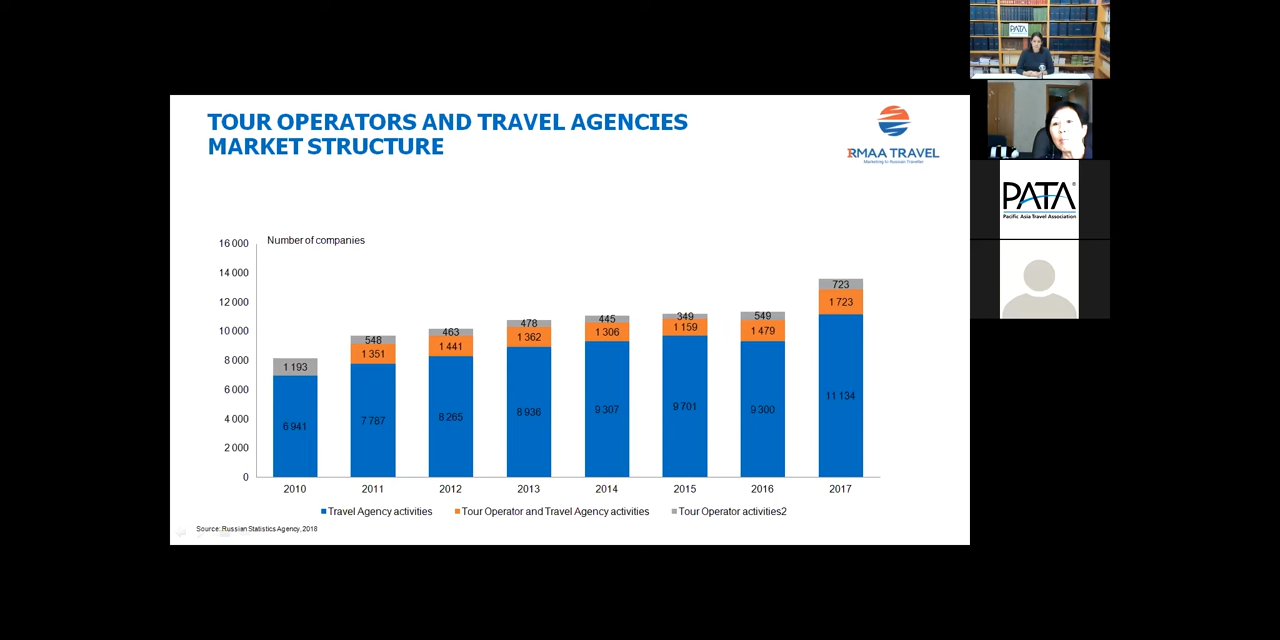 TOUR OPERATORS AND TRAVEL AGENCIES
MARKET STRUCTURE
RMAA TRAVEL
Marketing to Russian Traveller
PATA
PATA®
Pacific Asia Travel Association
Number of companies
16 000
14 000
12 000
10 000
8 000
6 000
4 000
2 000
0
1 193
6 941
548
1 351
7 787
463
1 441
8 265
478
1 362
8 936
445
1 306
9 307
349
1 159
9 701
549
1 479
9 300
723
1 723
11 134
2010 2011 2012 2013 2014 2015 2016 2017
Travel Agency activities Tour Operator and Travel Agency activities Tour Operator activities2
Source: Russian Statistics Agency, 2018